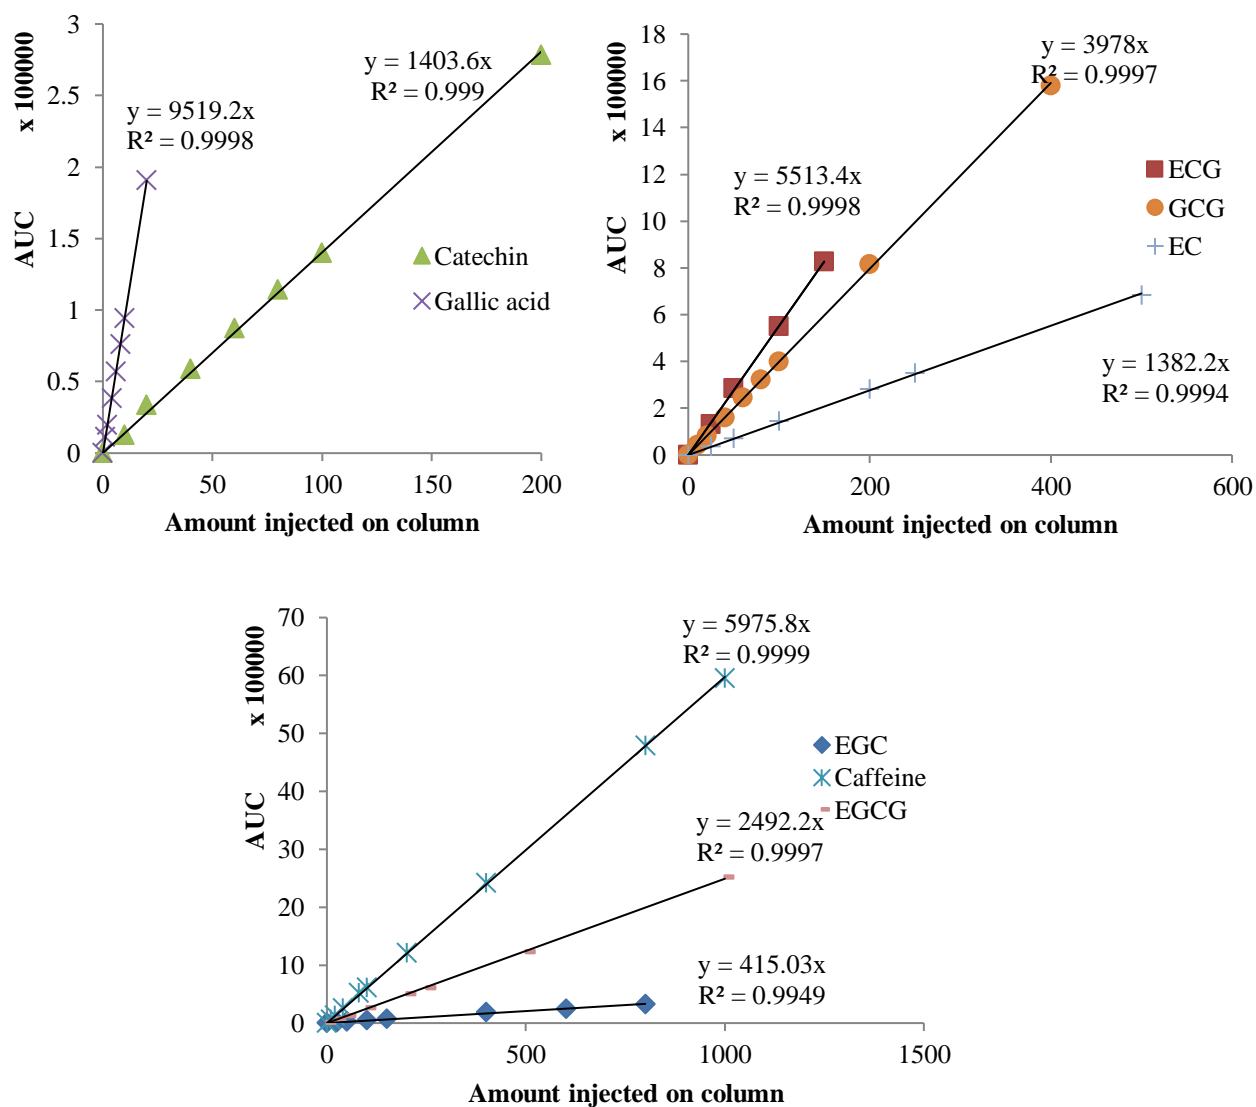 x 100000
AUC
3
2.5
2
1.5
1
0.5
0
0
50
100
150
200
y = 9519.2x
R² = 0.9998
y = 1403.6x
R² = 0.999
Catechin
Gallic acid
Amount injected on column
x 100000
AUC
18
16
14
12
10
8
6
4
2
0
0
200
400
600
y = 5513.4x
R² = 0.9998
y = 3978x
R² = 0.9997
y = 1382.2x
R² = 0.9994
ECG
GCG
EC
Amount injected on column
x 100000
AUC
70
60
50
40
30
20
10
0
0
500
1000
1500
y = 5975.8x
R² = 0.9999
EGC
Caffeine
EGCG
y = 2492.2x
R² = 0.9997
y = 415.03x
R² = 0.9949
Amount injected on column